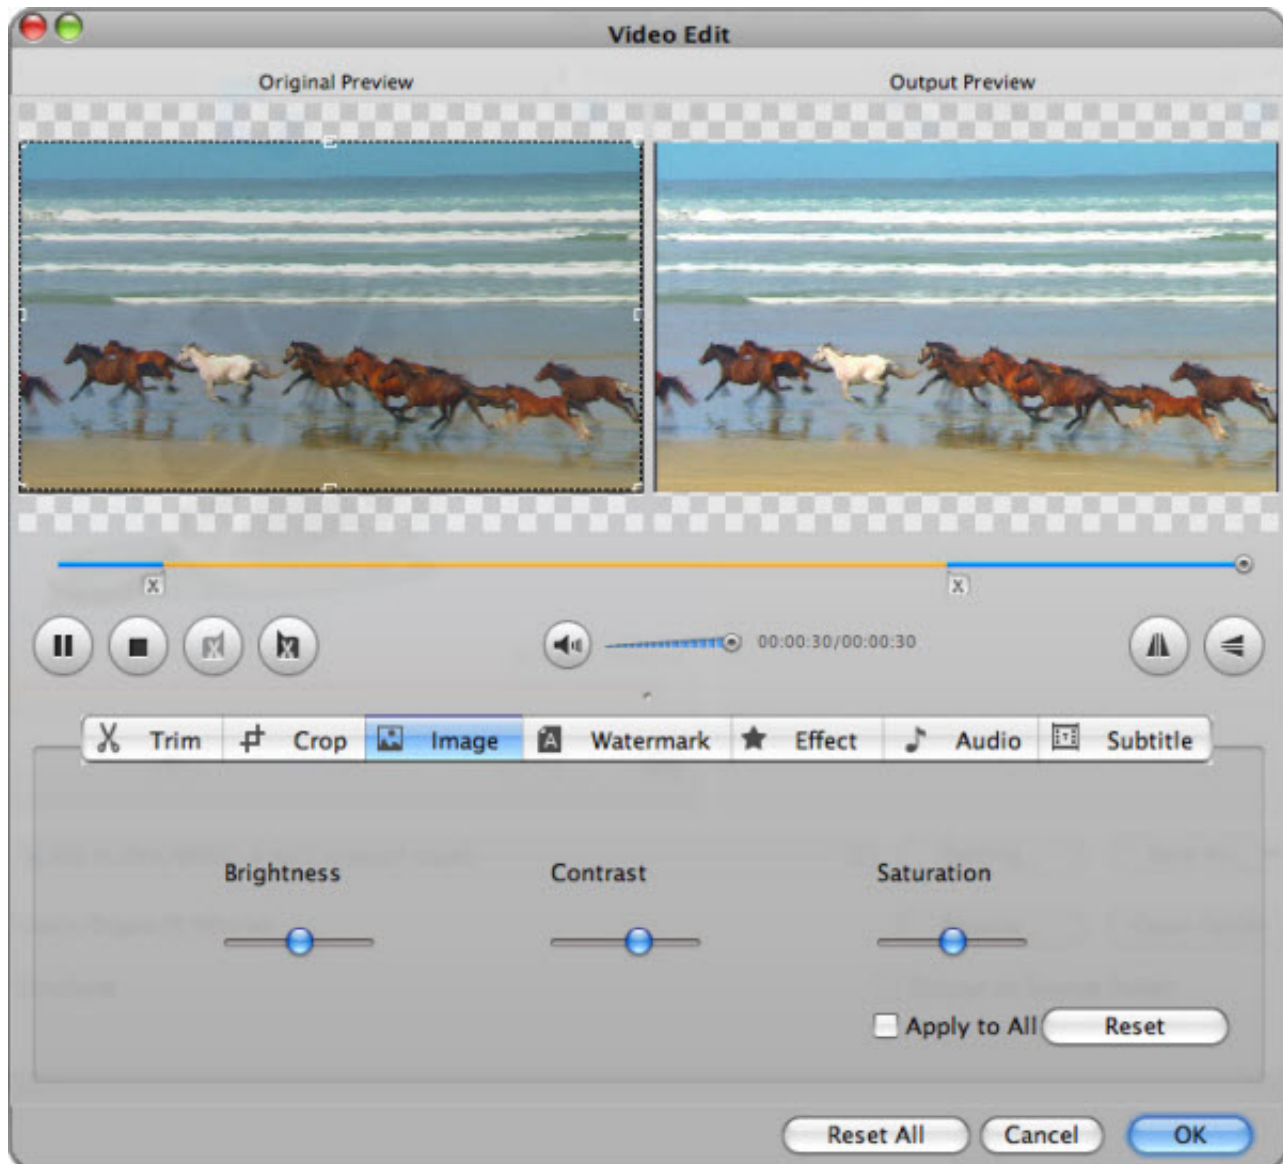 Video Edit
Original Preview
Output Preview
X
X
00:00:30/00:00:30
Trim
Crop
Image
A
Watermark
Effect
Audio
T
Subtitle
Brightness
Contrast
Saturation
Apply to All
Reset
Reset All
Cancel
OK